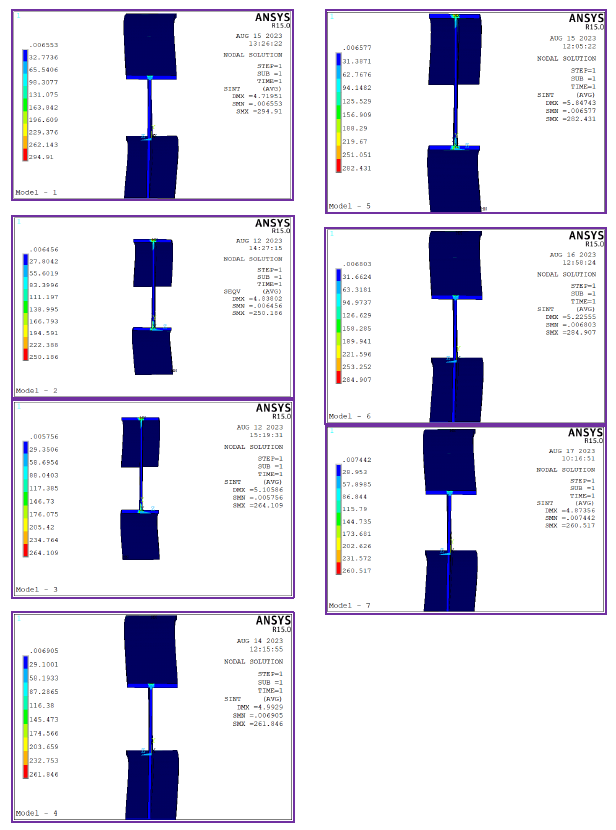 1
ANSYS
R15.0
AUG 15 2023
13:26:22
NODAL SOLUTION
STEP=1
SUB =1
TIME=1
SINT (AVG)
DMX =4.71951
SMN =.006553
SMX =294.91
.006553
32.7736
65.5406
98.3077
131.075
163.842
196.609
229.376
262.143
294.91
Model - 1
ANSYS
R15.0
AUG 12 2023
14:27:15
NODAL SOLUTION
STEP=1
SUB =1
TIME=1
SEQV (AVG)
DMX =4.83802
SMN =.006456
SMX =250.186
.006456
27.8042
55.6019
83.3996
111.197
138.995
166.793
194.591
222.388
250.186
Model - 2
ANSYS
R15.0
AUG 12 2023
15:19:31
NODAL SOLUTION
STEP=1
SUB =1
TIME=1
SINT (AVG)
DMX =5.10586
SMN =.005756
SMX =264.109
.005756
29.3506
58.6954
88.0403
117.385
146.73
176.075
205.42
234.764
264.109
Model - 3
1
ANSYS
R15.0
AUG 14 2023
12:15:55
NODAL SOLUTION
STEP=1
SUB =1
TIME=1
SINT (AVG)
DMX =4.9929
SMN =.006905
SMX =261.846
.006905
29.1001
58.1933
87.2865
116.38
145.473
174.566
203.659
232.753
261.846
Model - 4
1
ANSYS
R15.0
AUG 15 2023
12:05:22
NODAL SOLUTION
STEP=1
SUB =1
TIME=1
SINT (AVG)
DMX =5.84743
SMN =.006577
SMX =282.431
.006577
31.3871
62.7676
94.1482
125.529
156.909
188.29
219.67
251.051
282.431
Model - 5
ANSYS
R15.0
AUG 16 2023
12:58:24
NODAL SOLUTION
STEP=1
SUB =1
TIME=1
SINT (AVG)
DMX =5.22555
SMN =.006803
SMX =284.907
.006803
31.6624
63.3181
94.9737
126.629
158.285
189.941
221.596
253.252
284.907
Model - 6
ANSYS
R15.0
AUG 17 2023
10:16:51
NODAL SOLUTION
STEP=1
SUB =1
TIME=1
SINT (AVG)
DMX =4.87356
SMN =.007442
SMX =260.517
.007442
28.953
57.8985
86.844
115.79
144.735
173.681
202.626
231.572
260.517
Model - 7